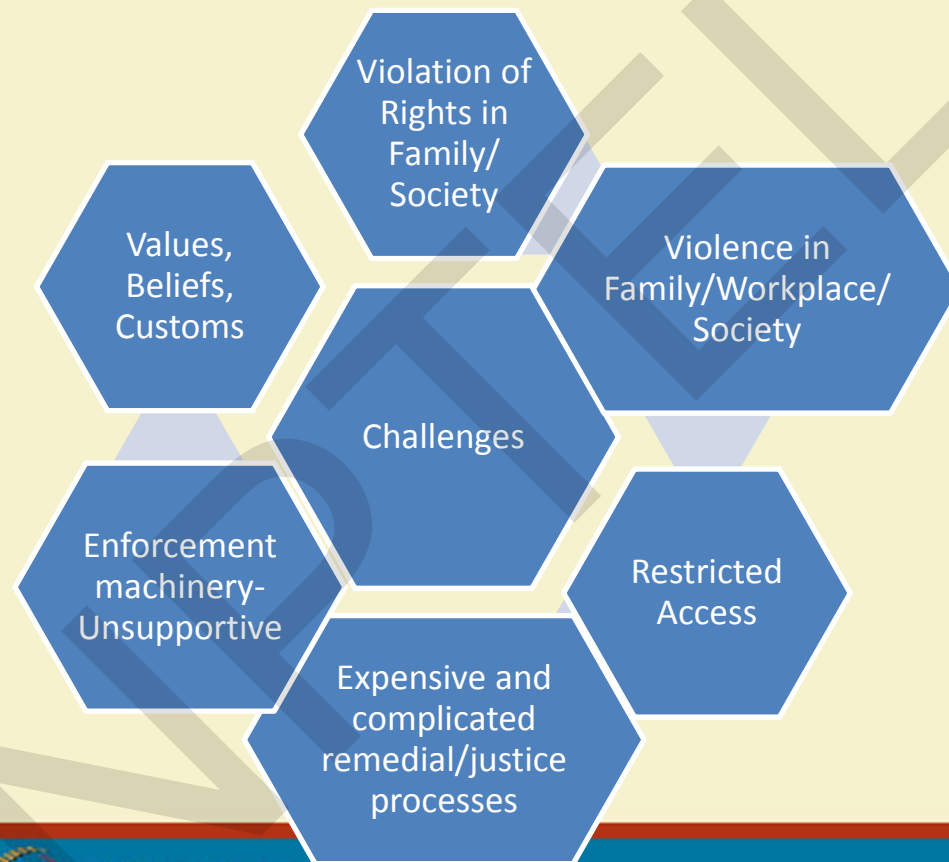 Violation of
Rights in
Family/
Society
Violence in
Family/Workplace/
Society
Values,
Beliefs,
Customs
Challenges
Enforcement
machinery-
Unsupportive
Restricted
Access
Expensive and
complicated
remedial/justice
processes
NPTEL